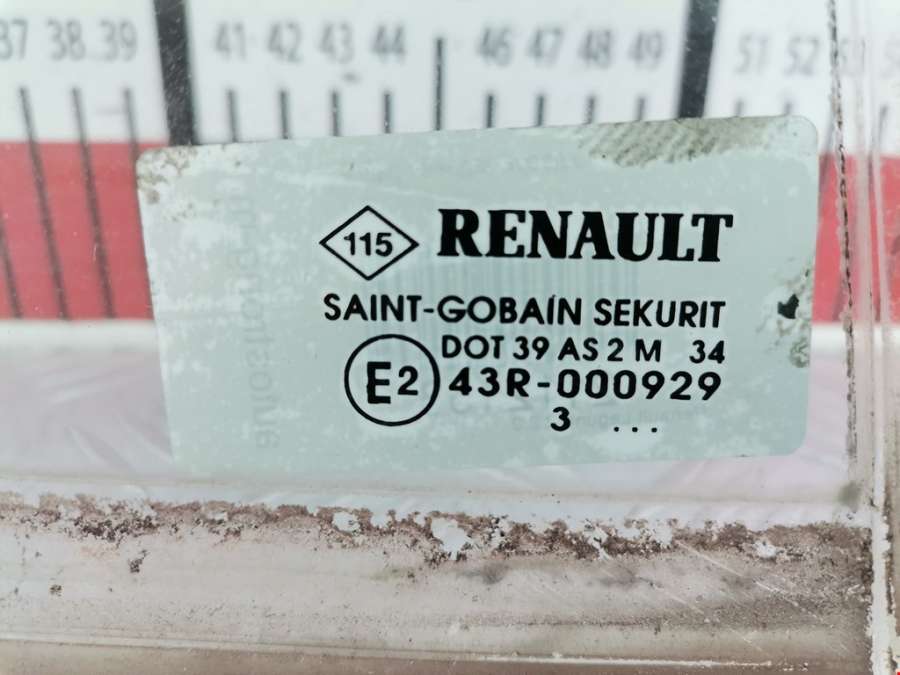 37 38 39 41 42 43 44 46 47 48 49 51 52 53
115 RENAULT
SAINT-GOBAIN SEKURIT
DOT 39 AS 2 M 34
E2 43R-000929
3 ...